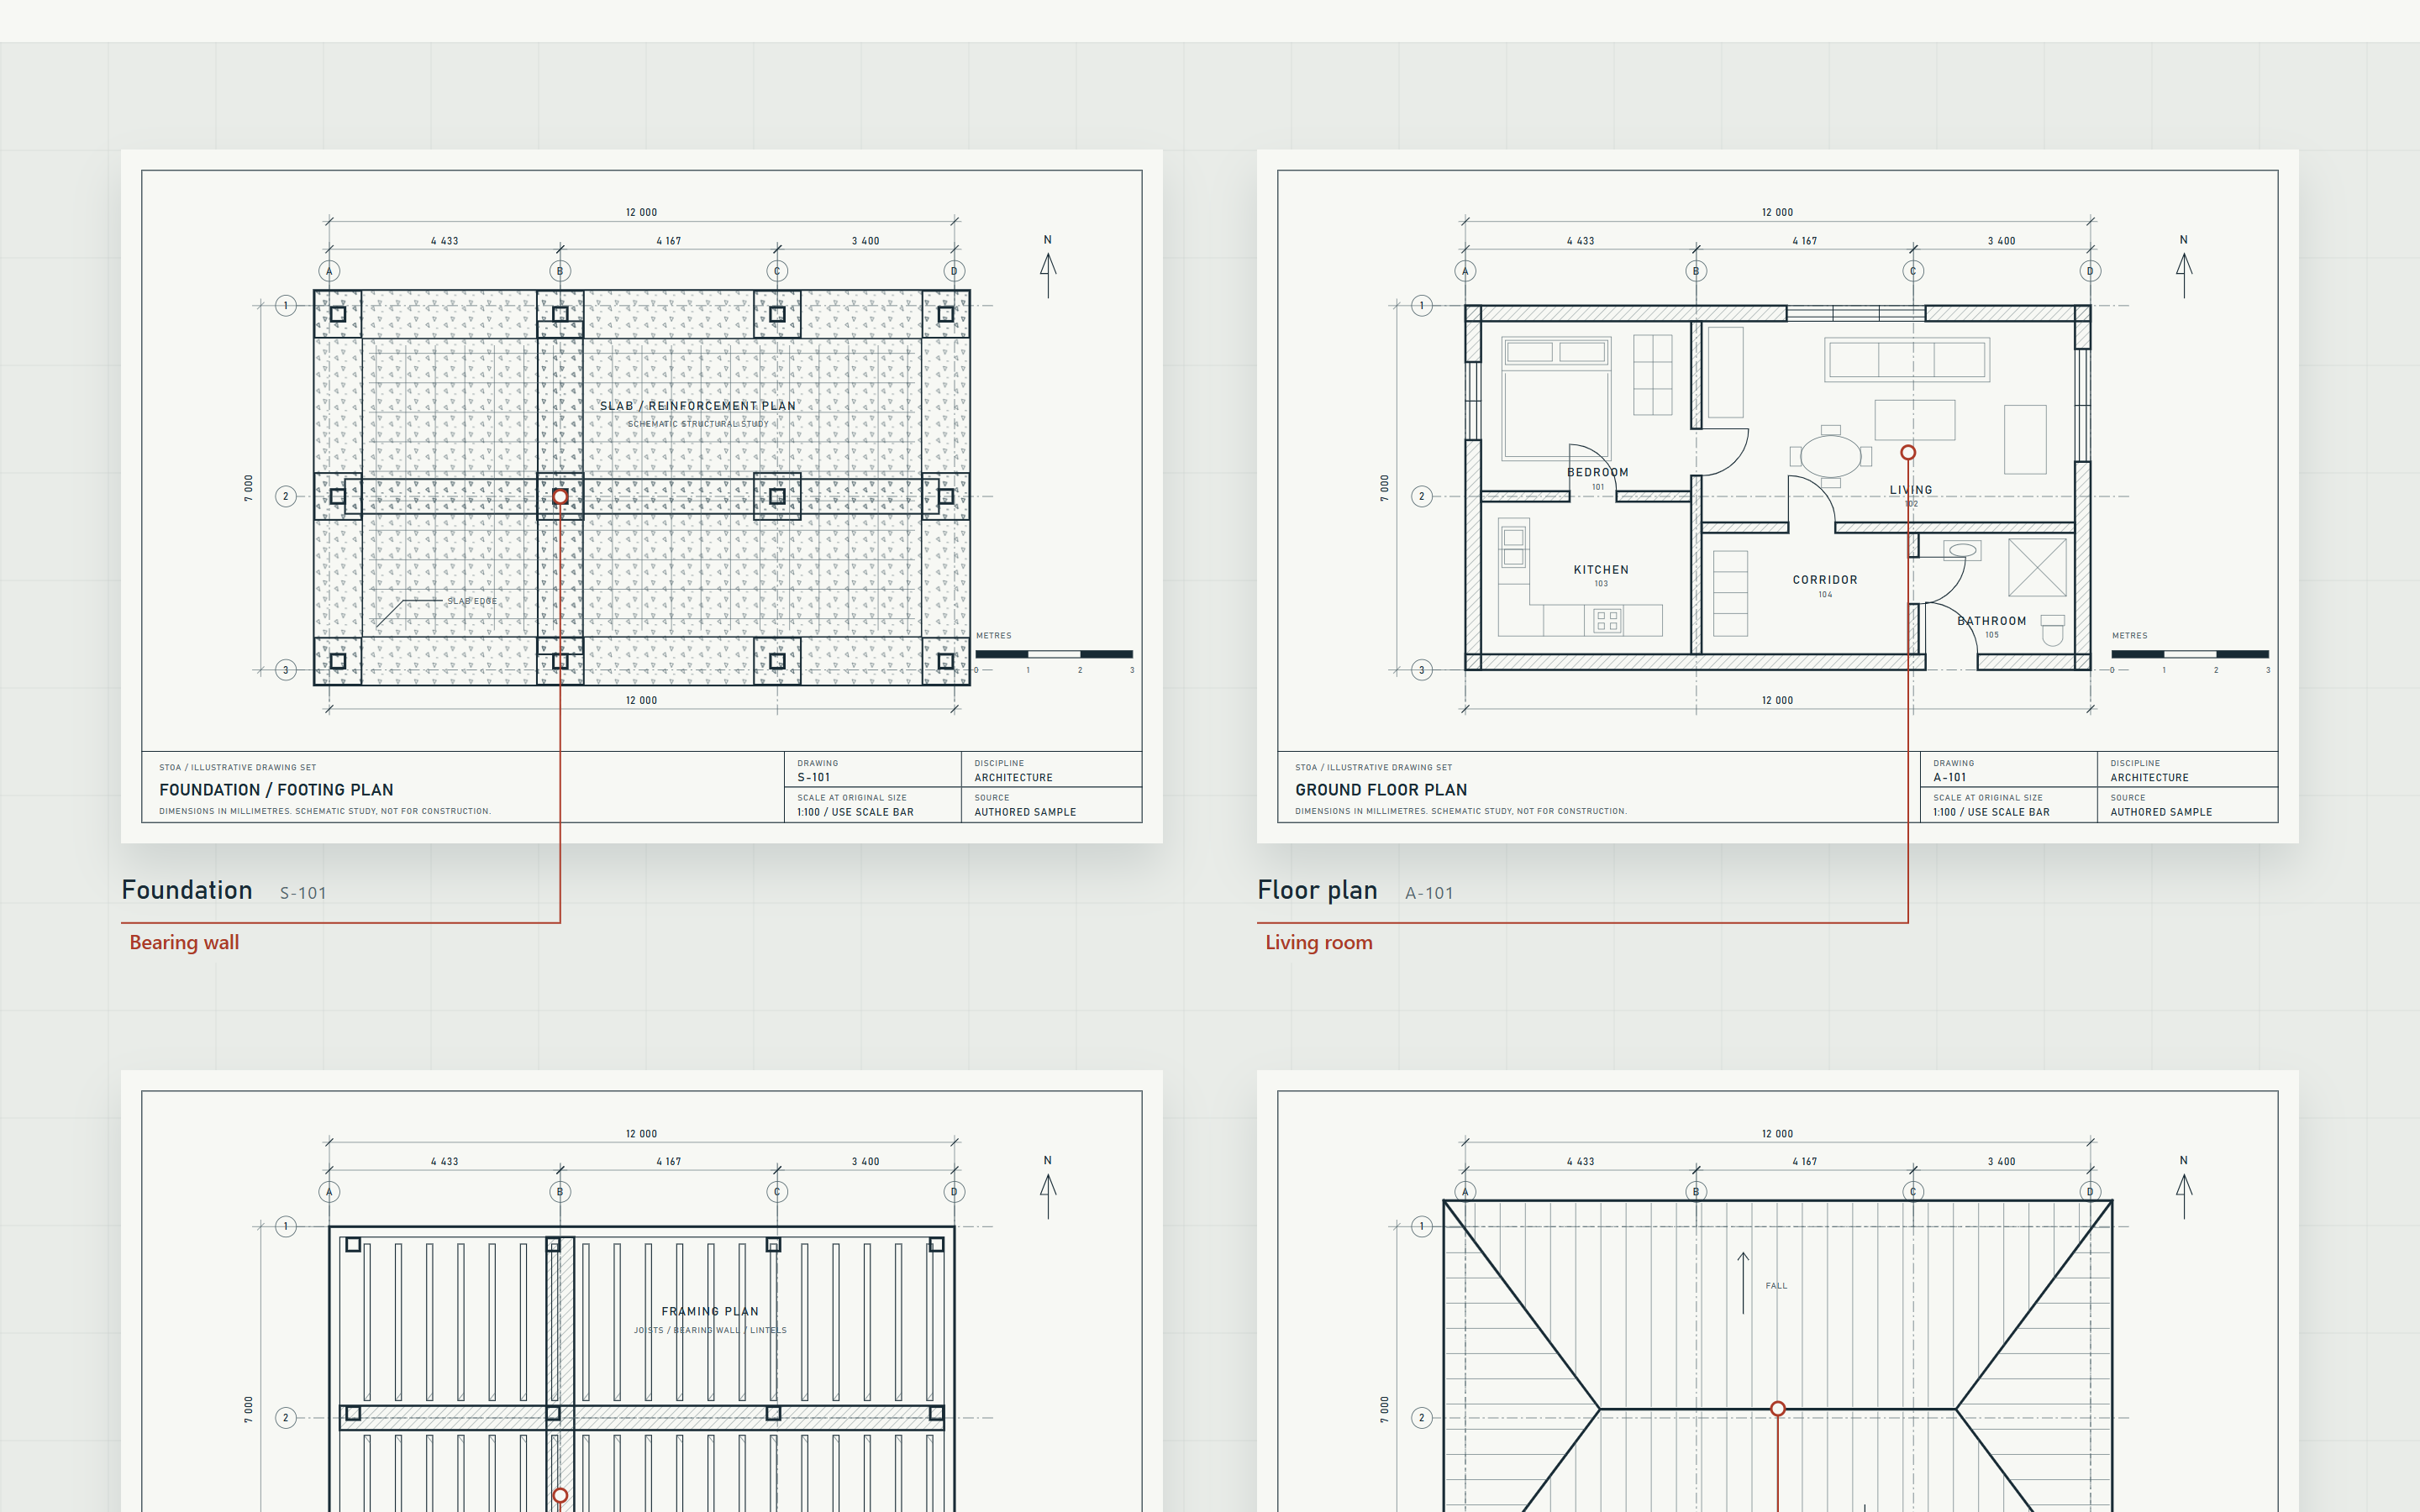 12 000
4 433
4 167
3 400
N
A
B
C
D
1
SLAB / REINFORCEMENT PLAN
SCHEMATIC STRUCTURAL STUDY
7 000
2
SLAB EDGE
METRES
3
0
1
2
3
12 000
STOA / ILLUSTRATIVE DRAWING SET
FOUNDATION / FOOTING PLAN
DIMENSIONS IN MILLIMETRES. SCHEMATIC STUDY, NOT FOR CONSTRUCTION.
DRAWING
S-101
DISCIPLINE
ARCHITECTURE
SCALE AT ORIGINAL SIZE
1:100 / USE SCALE BAR
SOURCE
AUTHORED SAMPLE
Foundation S-101
Bearing wall
12 000
4 433
4 167
3 400
N
A
B
C
D
1
BEDROOM
101
7 000
2
LIVING
102
KITCHEN
103
CORRIDOR
104
BATHROOM
105
METRES
3
0
1
2
3
12 000
STOA / ILLUSTRATIVE DRAWING SET
GROUND FLOOR PLAN
DIMENSIONS IN MILLIMETRES. SCHEMATIC STUDY, NOT FOR CONSTRUCTION.
DRAWING
A-101
DISCIPLINE
ARCHITECTURE
SCALE AT ORIGINAL SIZE
1:100 / USE SCALE BAR
SOURCE
AUTHORED SAMPLE
Floor plan A-101
Living room
12 000
4 433
4 167
3 400
N
A
B
C
D
1
FRAMING PLAN
JOISTS / BEARING WALL / LINTELS
7 000
2
12 000
4 433
4 167
3 400
N
A
B
C
D
1
FALL
7 000
2